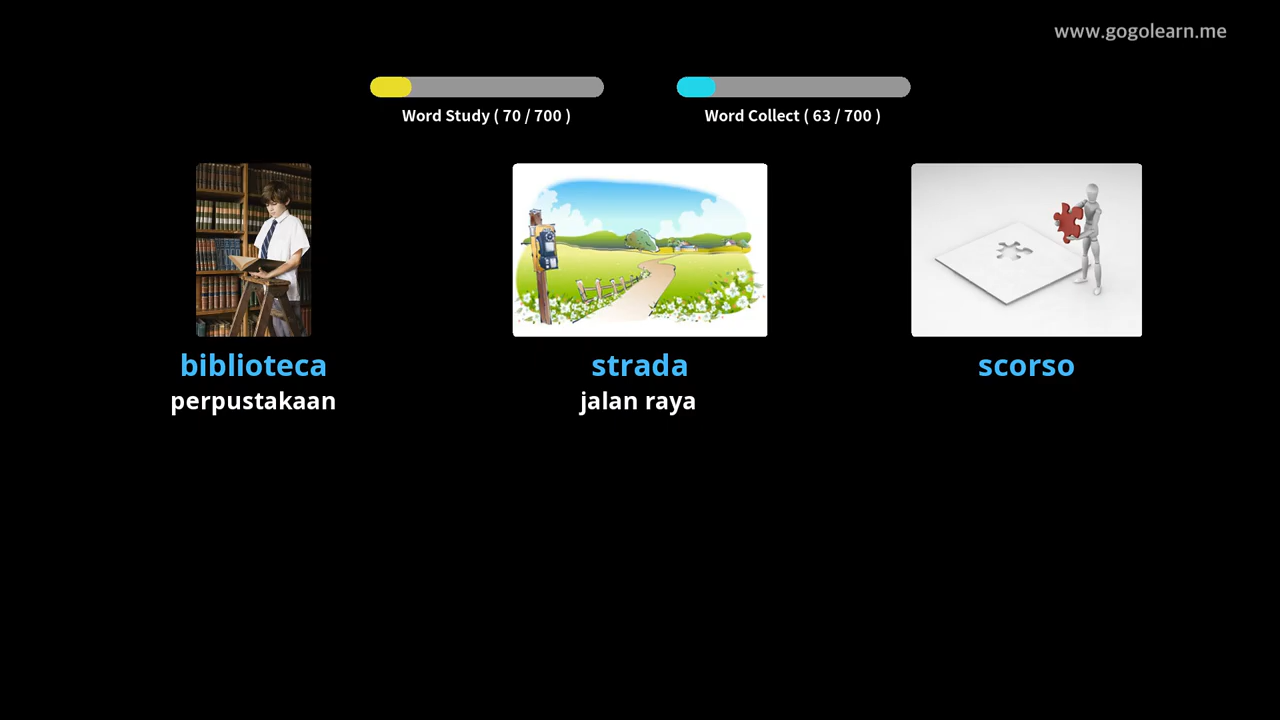 www.gogolearn.me
Word Study ( 70 / 700 )
Word Collect ( 63 / 700 )
biblioteca
perpustakaan
strada
jalan raya
scorso